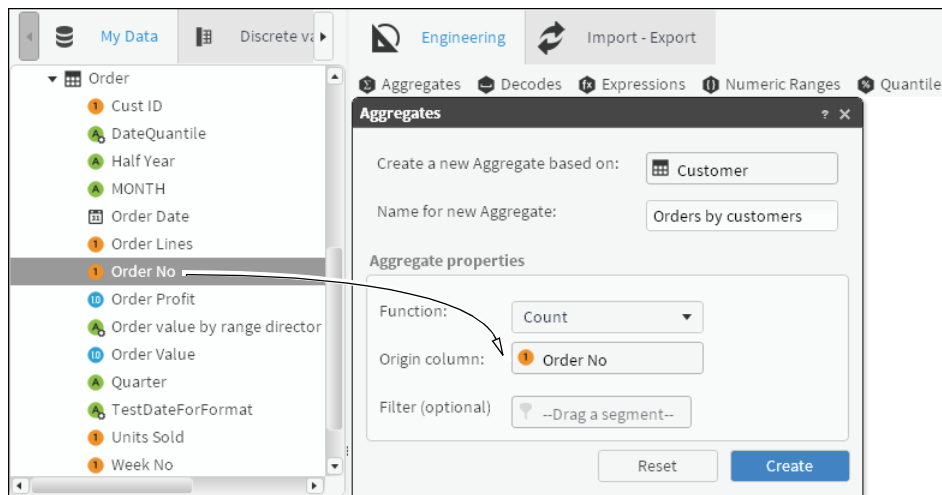 My Data
Discrete va
Engineering
Import - Export
Order
Cust ID
DateQuantile
Half Year
MONTH
Order Date
Order Lines
Order No
Order Profit
Order value by range director
Order Value
Quarter
TestDateForFormat
Units Sold
Week No
Aggregates Decodes Expressions Numeric Ranges Quantile
Aggregates ?
Create a new Aggregate based on: Customer
Name for new Aggregate: Orders by customers
Aggregate properties
Function: Count
Origin column: 1 Order No
Filter (optional) --Drag a segment--
Reset Create